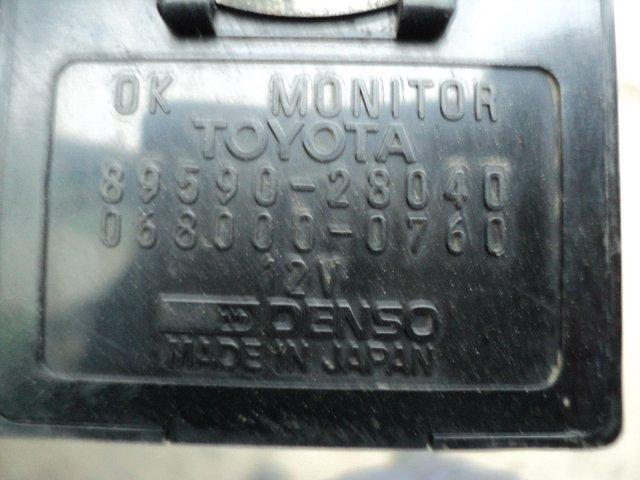 OK MONITOR
TOYOTA
89590-28040
068000-0760
12V
DENSO
MADE IN JAPAN